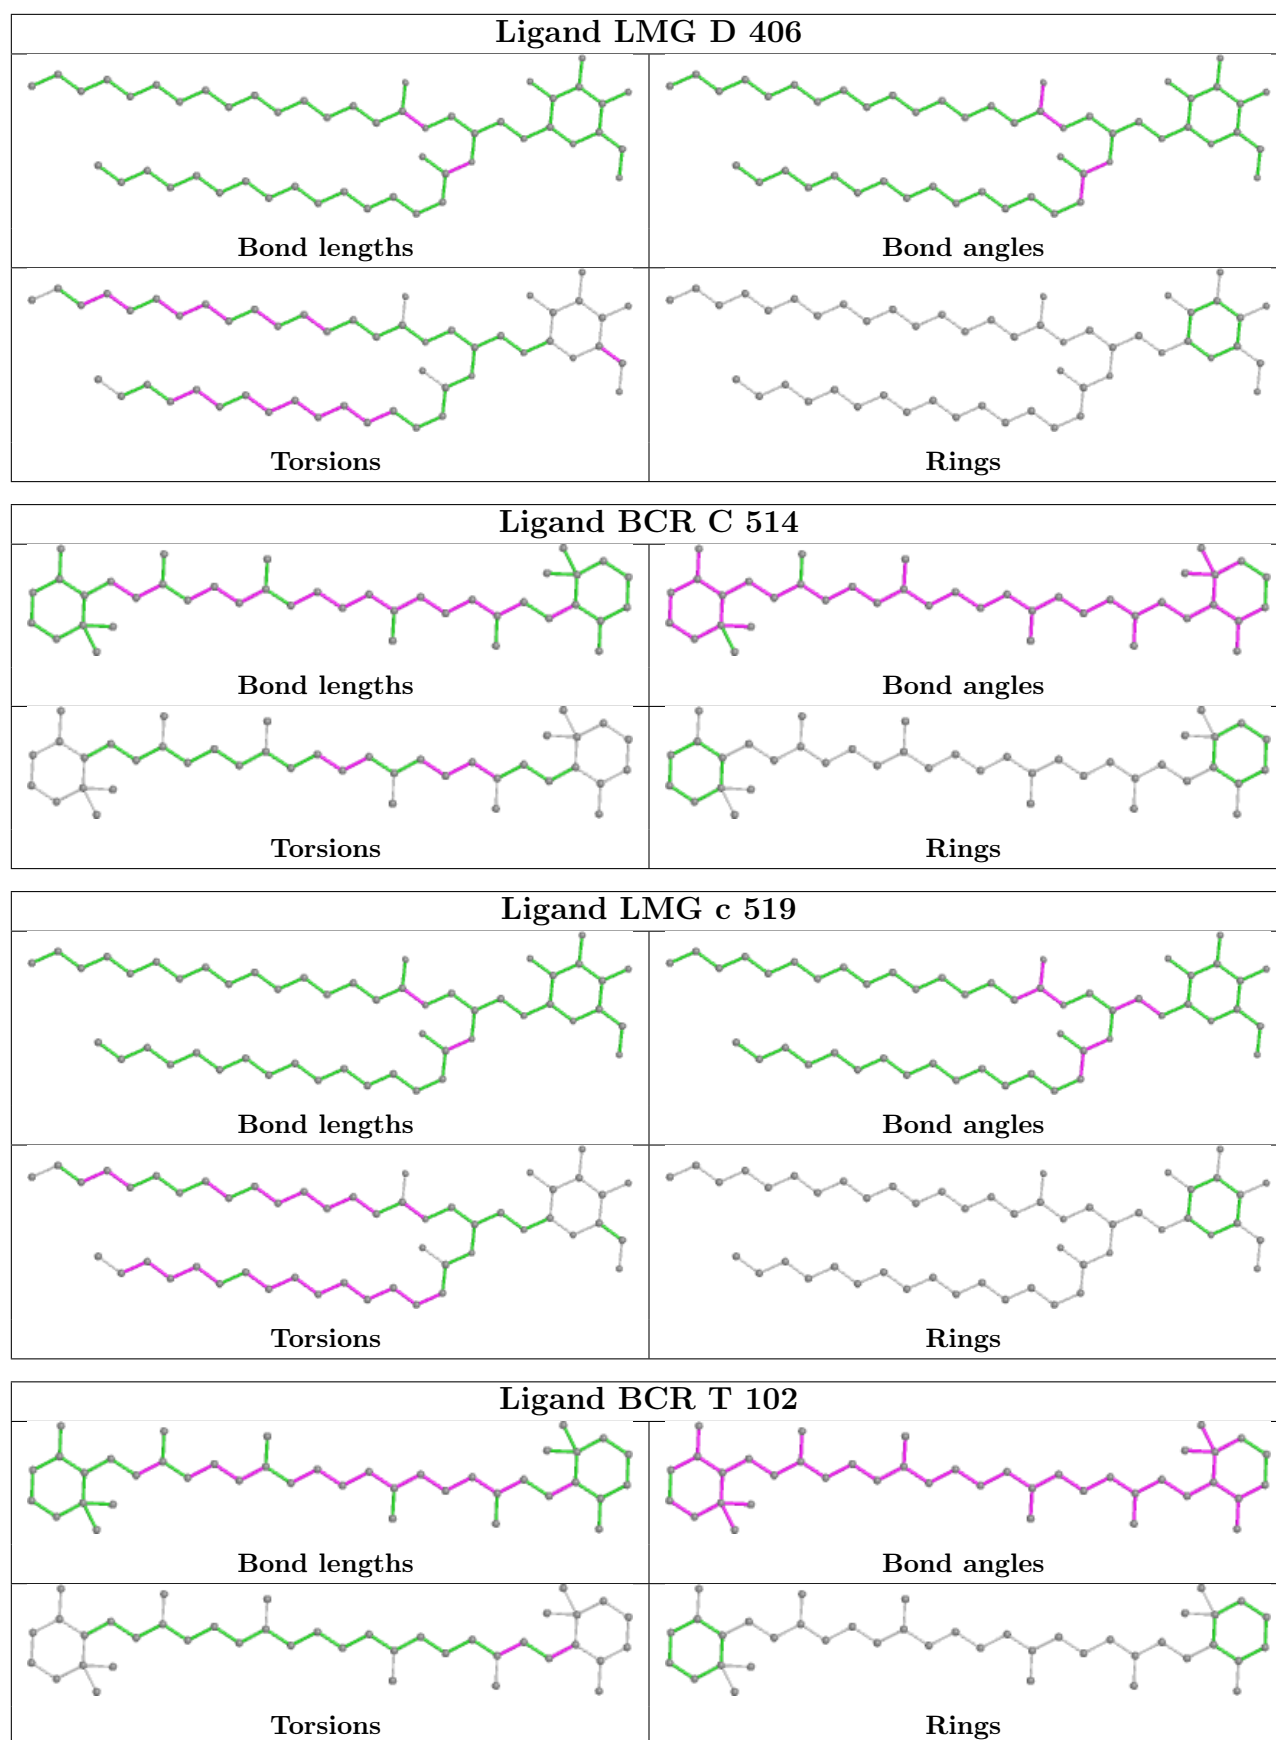 Ligand LMG D 406
Bond lengths
Bond angles
Torsions
Rings
Ligand BCR C 514
Bond lengths
Bond angles
Torsions
Rings
Ligand LMG c 519
Bond lengths
Bond angles
Torsions
Rings
Ligand BCR T 102
Bond lengths
Bond angles
Torsions
Rings